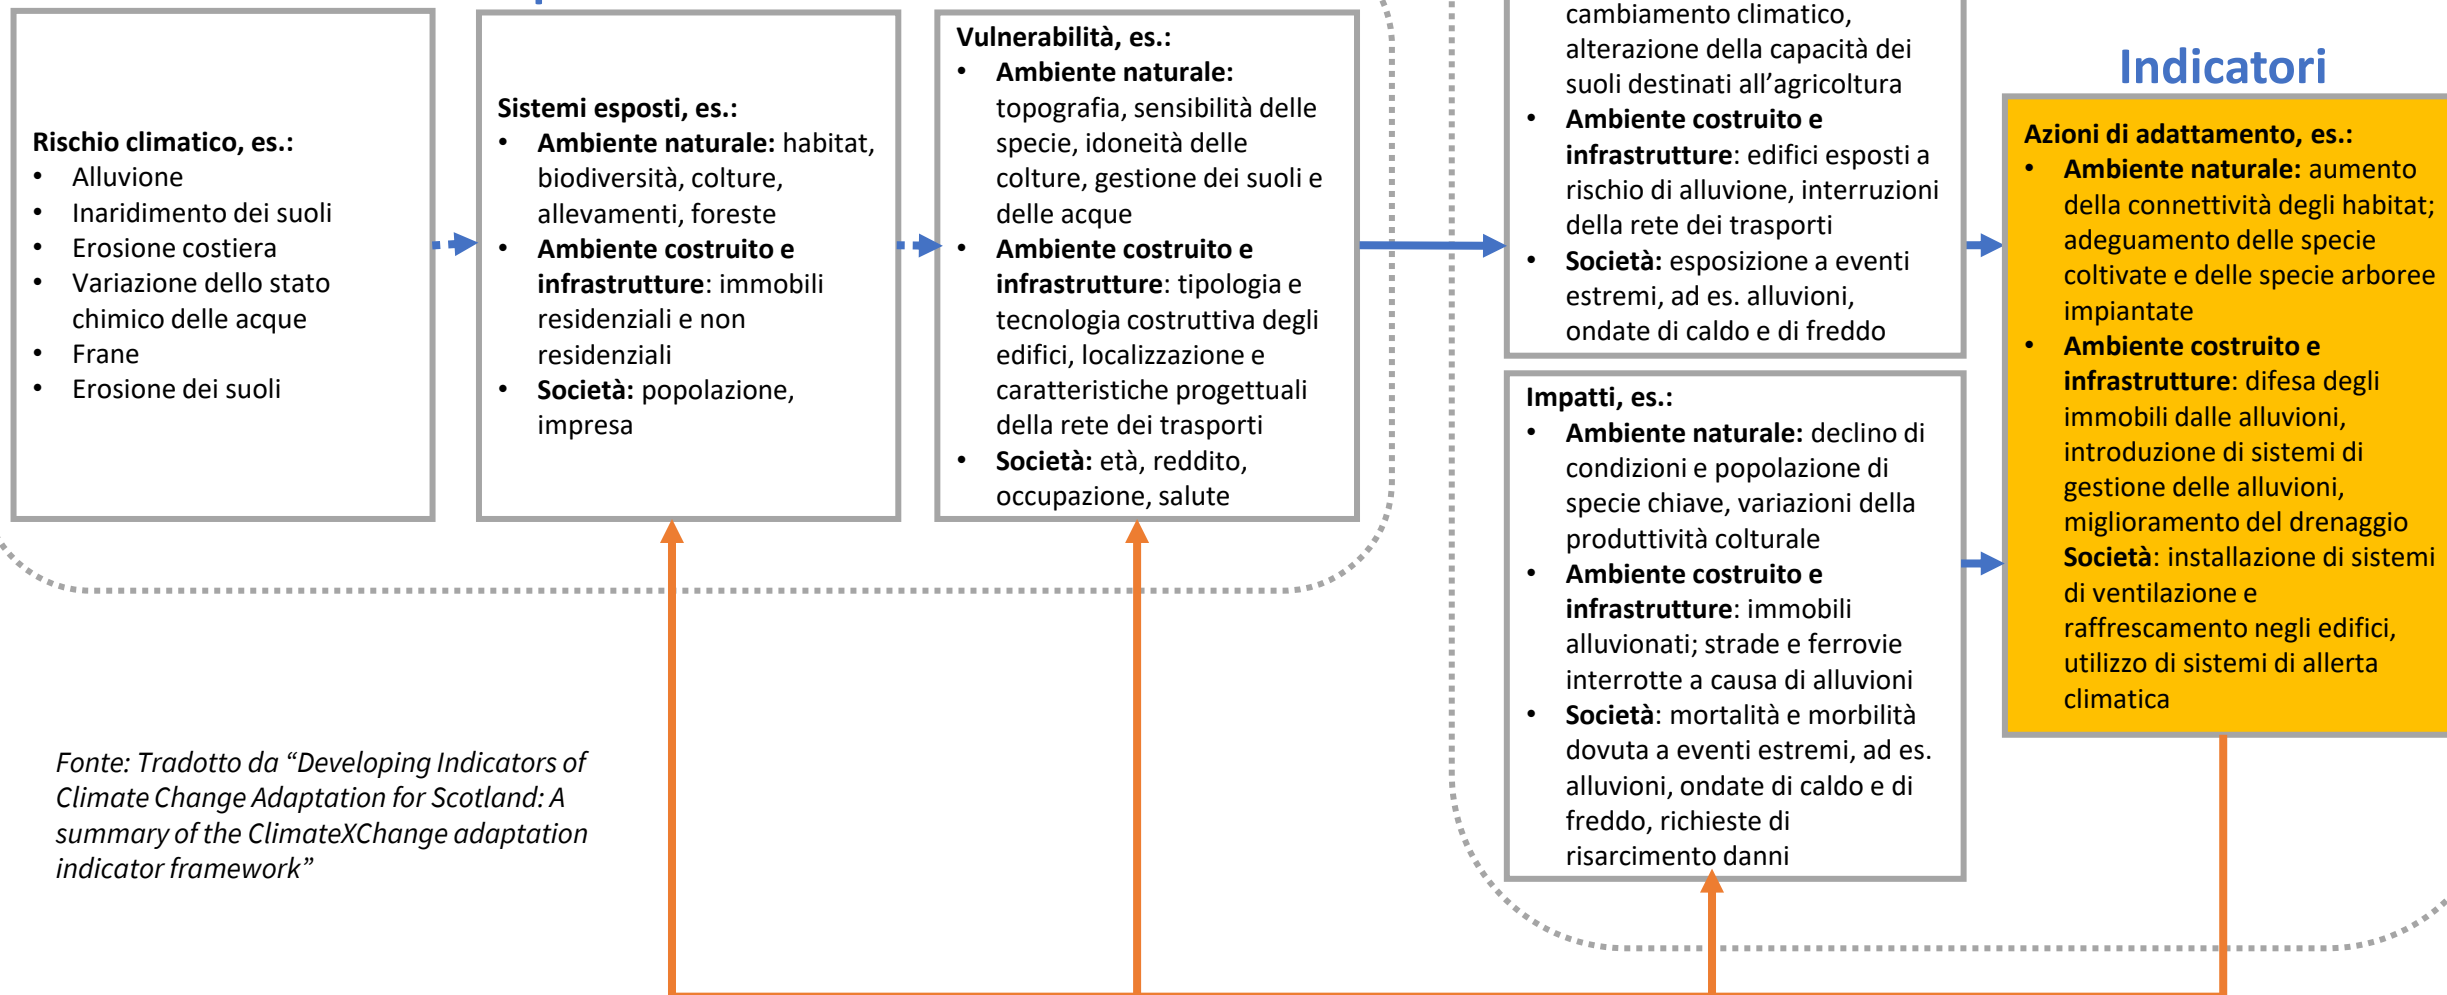 Rischio climatico, es.:
• Alluvione
• Inaridimento dei suoli
• Erosione costiera
• Variazione dello stato
chimico delle acque
• Frane
• Erosione dei suoli
Sistemi esposti, es.:
• Ambiente naturale: habitat,
biodiversità, colture,
allevamenti, foreste
• Ambiente costruito e
infrastrutture: immobili
residenziali e non
residenziali
• Società: popolazione,
impresa
Vulnerabilità, es.:
• Ambiente naturale:
topografia, sensibilità delle
specie, idoneità delle
colture, gestione dei suoli e
delle acque
• Ambiente costruito e
infrastrutture: tipologia e
tecnologia costruttiva degli
edifici, localizzazione e
caratteristiche progettuali
della rete dei trasporti
• Società: età, reddito,
occupazione, salute
cambiamento climatico,
alterazione della capacità dei
suoli destinati all’agricoltura
• Ambiente costruito e
infrastrutture: edifici esposti a
rischio di alluvione, interruzioni
della rete dei trasporti
• Società: esposizione a eventi
estremi, ad es. alluvioni,
ondate di caldo e di freddo
Impatti, es.:
• Ambiente naturale: declino di
condizioni e popolazione di
specie chiave, variazioni della
produttività colturale
• Ambiente costruito e
infrastrutture: immobili
alluvionati; strade e ferrovie
interrotte a causa di alluvioni
• Società: mortalità e morbilità
dovuta a eventi estremi, ad es.
alluvioni, ondate di caldo e di
freddo, richieste di
risarcimento danni
Indicatori
Azioni di adattamento, es.:
• Ambiente naturale: aumento
della connettività degli habitat;
adeguamento delle specie
coltivate e delle specie arboree
impiantate
• Ambiente costruito e
infrastrutture: difesa degli
immobili dalle alluvioni,
introduzione di sistemi di
gestione delle alluvioni,
miglioramento del drenaggio
Società: installazione di sistemi
di ventilazione e
raffrescamento negli edifici,
utilizzo di sistemi di allerta
climatica
Fonte: Tradotto da “Developing Indicators of
Climate Change Adaptation for Scotland: A
summary of the ClimateXChange adaptation
indicator framework”